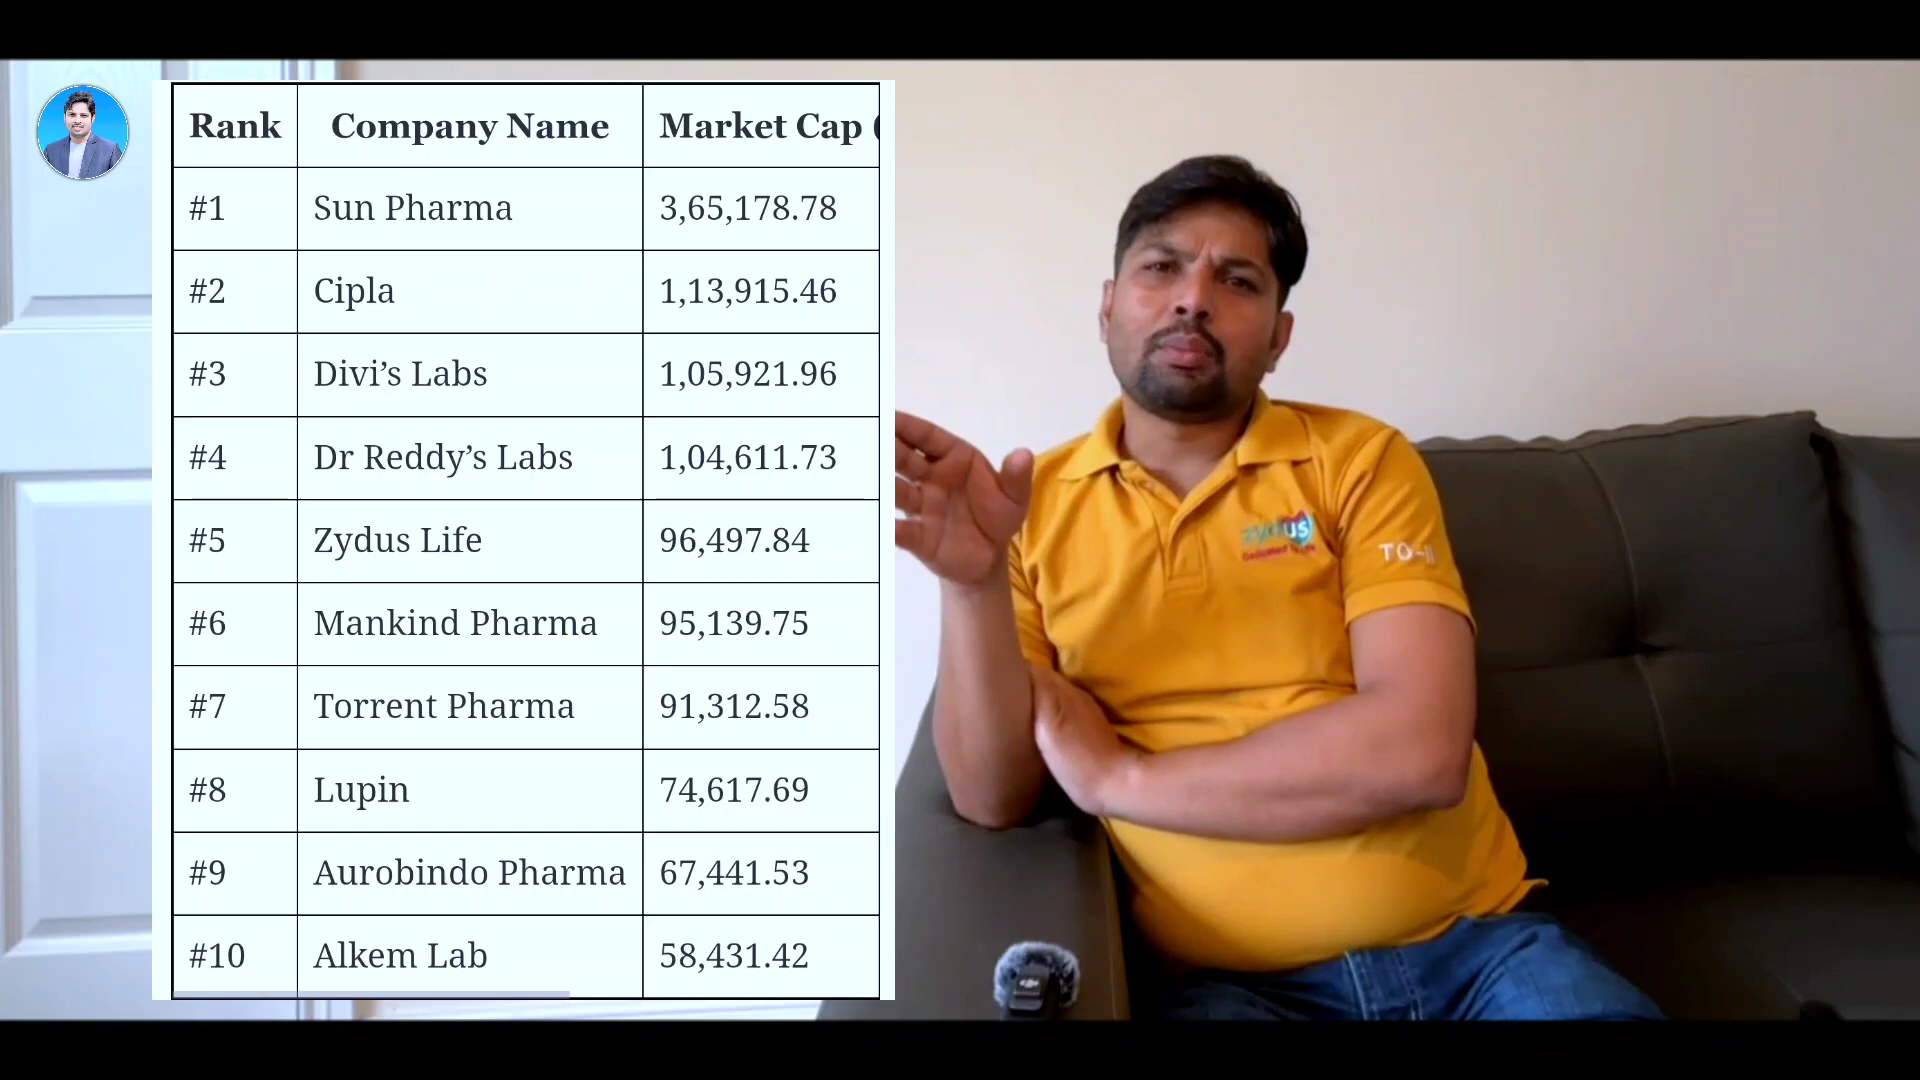 Rank Company Name Market Cap (
#1 Sun Pharma 3,65,178.78
#2 Cipla 1,13,915.46
#3 Divi’s Labs 1,05,921.96
#4 Dr Reddy’s Labs 1,04,611.73
#5 Zydus Life 96,497.84
#6 Mankind Pharma 95,139.75
#7 Torrent Pharma 91,312.58
#8 Lupin 74,617.69
#9 Aurobindo Pharma 67,441.53
#10 Alkem Lab 58,431.42
zydus
TO-II